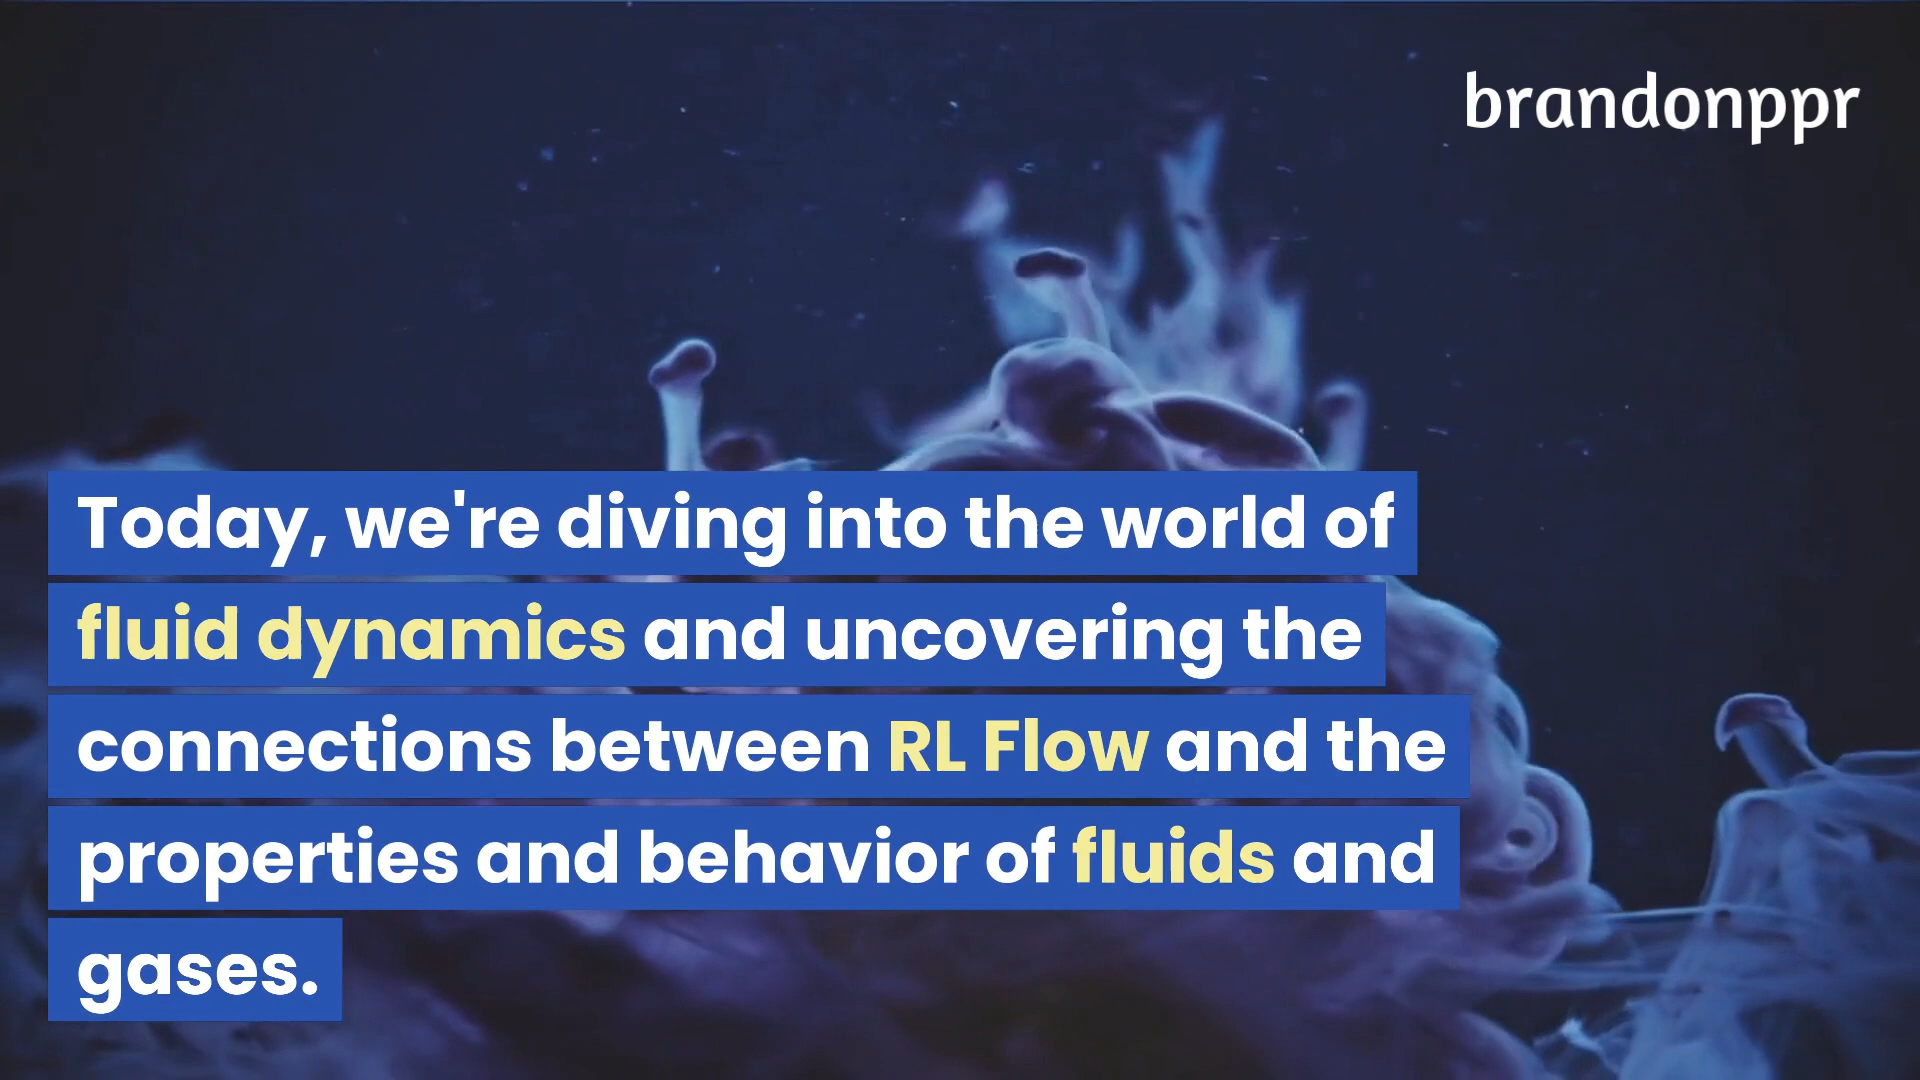 brandonppr
Today, we're diving into the world of
fluid dynamics and uncovering the
connections between RL Flow and the
properties and behavior of fluids and
gases.